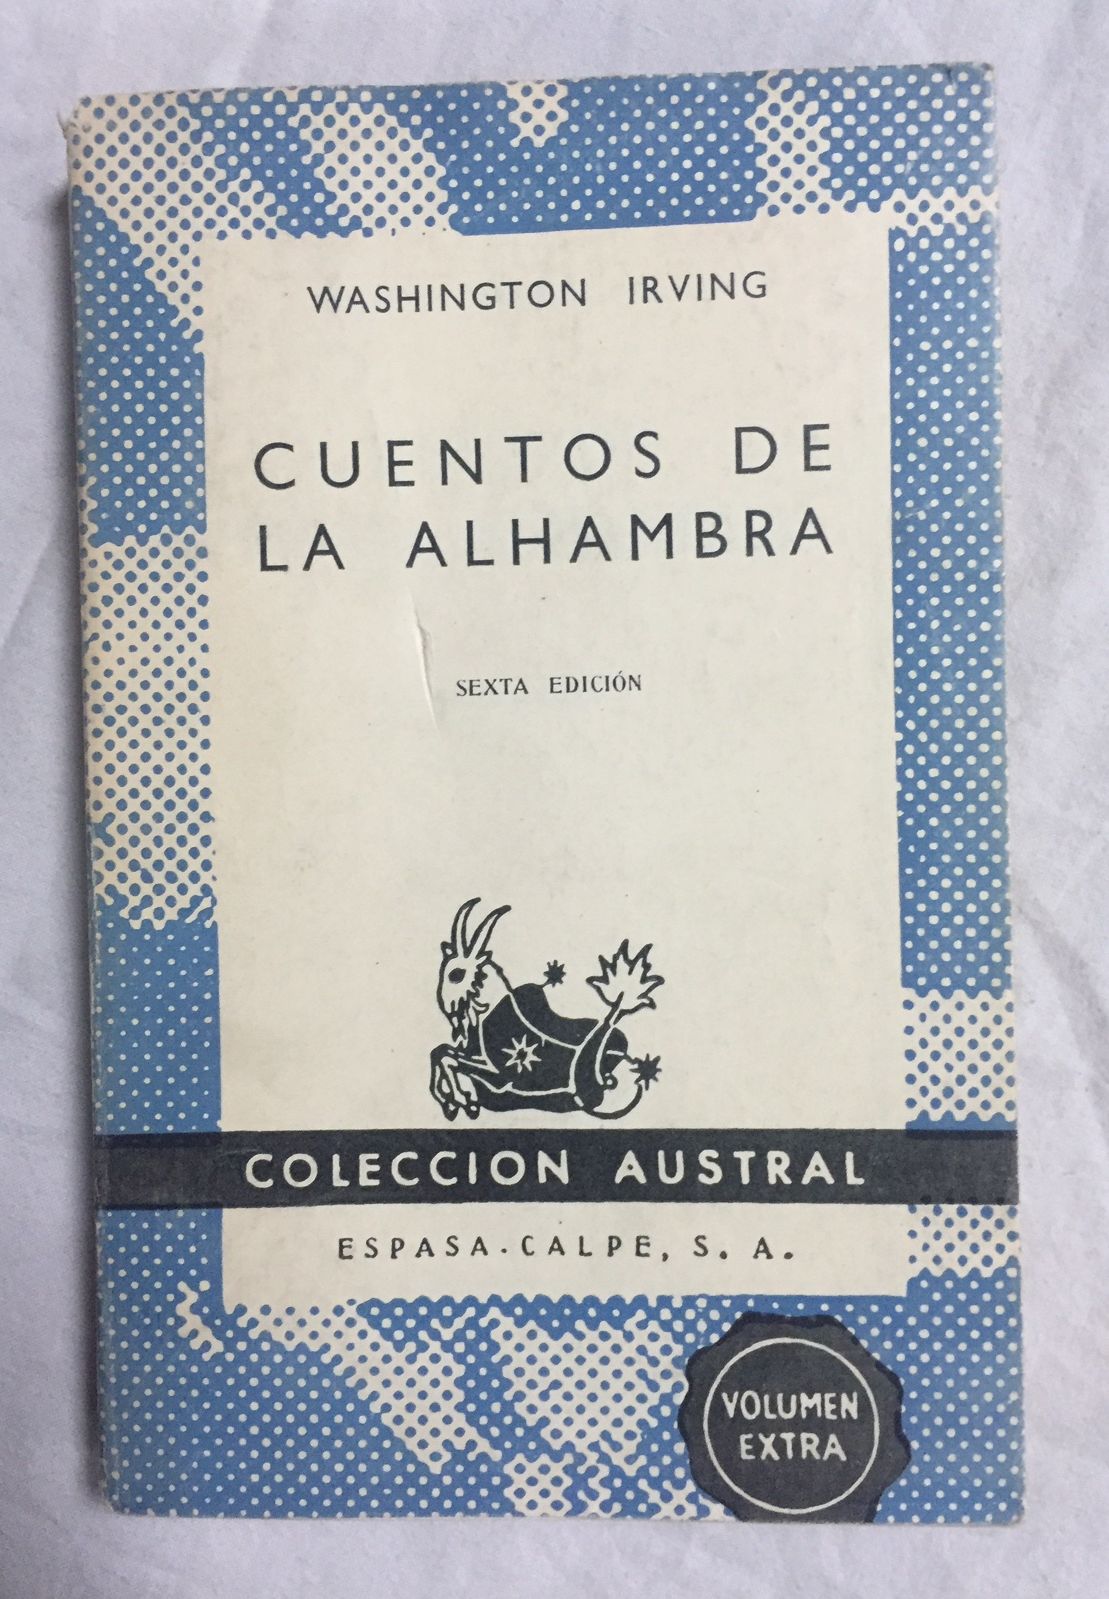 WASHINGTON IRVING
CUENTOS DE
LA ALHAMBRA
SEXTA EDICIÓN
COLECCION AUSTRAL
ESPASA-CALPE, S. A.
VOLUMEN
EXTRA